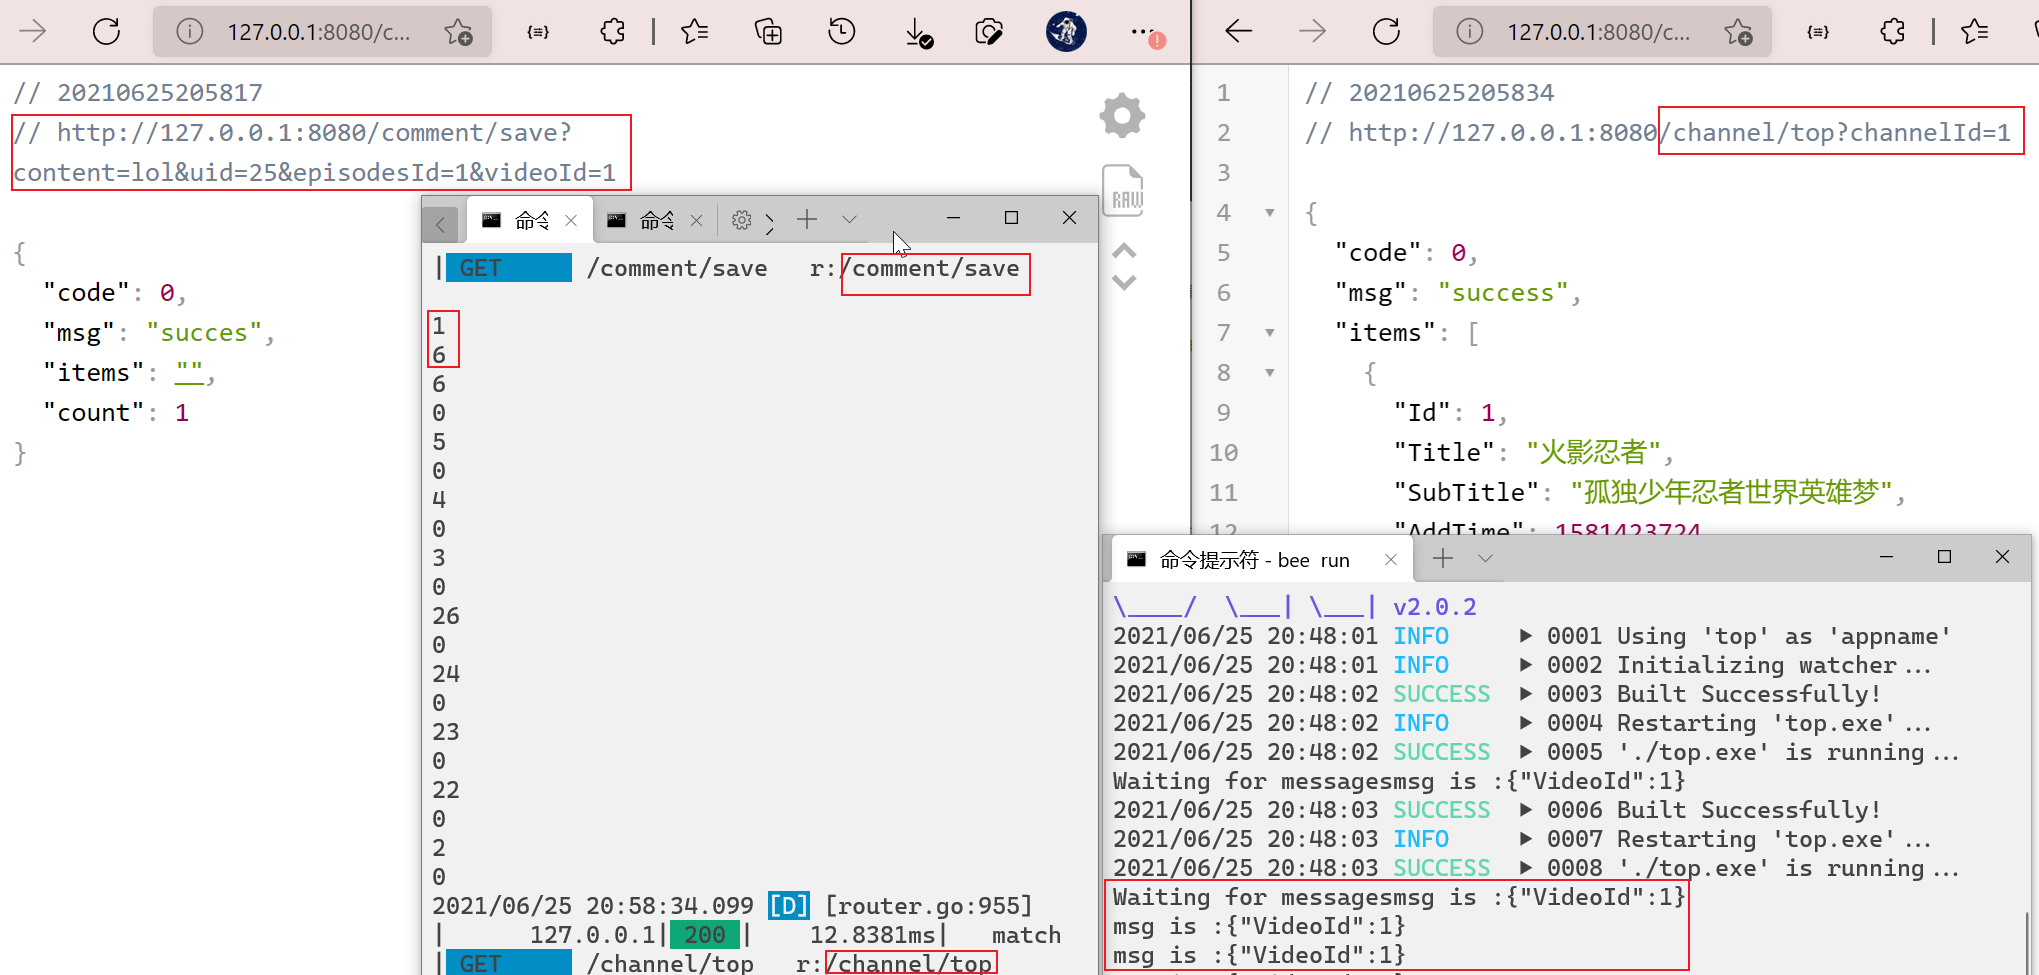 127.0.0.1:8080/c...
// 20210625205817
// http://127.0.0.1:8080/comment/save?
content=lol&uid=25&episodesId=1&videoId=1
{
"code": 0,
"msg": "succes",
"items": "",
"count": 1
}
RAW
命令
命令
| GET /comment/save r:/comment/save
1
6
6
0
5
0
4
0
3
0
26
0
24
0
23
0
22
0
2
0
2021/06/25 20:58:34.099 [D] [router.go:955]
| 127.0.0.1| 200 | 12.8381ms| match
| GET /channel/top r:/channel/top
127.0.0.1:8080/c...
1 // 20210625205834
2 // http://127.0.0.1:8080/channel/top?channelId=1
3
4 {
5 "code": 0,
6 "msg": "success",
7 "items": [
8 {
9 "Id": 1,
10 "Title": "火影忍者",
11 "SubTitle": "孤独少年忍者世界英雄梦",
12 "AddTime": 1581423724
命令提示符 - bee run
\____/ \___| \___| v2.0.2
2021/06/25 20:48:01 INFO ▶ 0001 Using 'top' as 'appname'
2021/06/25 20:48:01 INFO ▶ 0002 Initializing watcher...
2021/06/25 20:48:02 SUCCESS ▶ 0003 Built Successfully!
2021/06/25 20:48:02 INFO ▶ 0004 Restarting 'top.exe'...
2021/06/25 20:48:02 SUCCESS ▶ 0005 './top.exe' is running...
Waiting for messagesmsg is :{"VideoId":1}
2021/06/25 20:48:03 SUCCESS ▶ 0006 Built Successfully!
2021/06/25 20:48:03 INFO ▶ 0007 Restarting 'top.exe'...
2021/06/25 20:48:03 SUCCESS ▶ 0008 './top.exe' is running...
Waiting for messagesmsg is :{"VideoId":1}
msg is :{"VideoId":1}
msg is :{"VideoId":1}